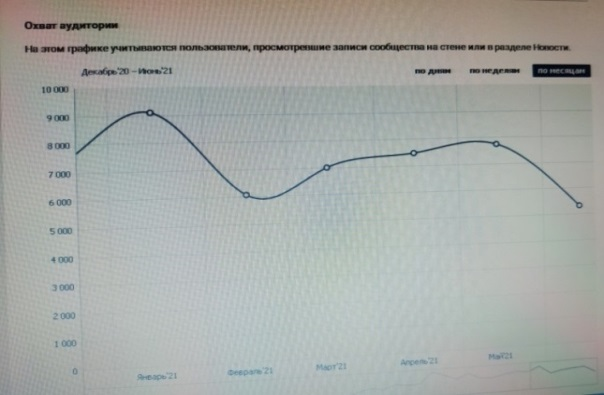 Охват аудитории
На этом графике учитываются пользователи, просмотревшие записи сообщества на стене или в разделе Новости.
Декабрь'20 – Июнь'21 по дням по неделям по месяцам
10 000
9 000
8 000
7 000
6 000
5 000
4 000
3 000
2 000
1 000
0
Январь'21 Февраль'21 Март'21 Апрель'21 Май'21